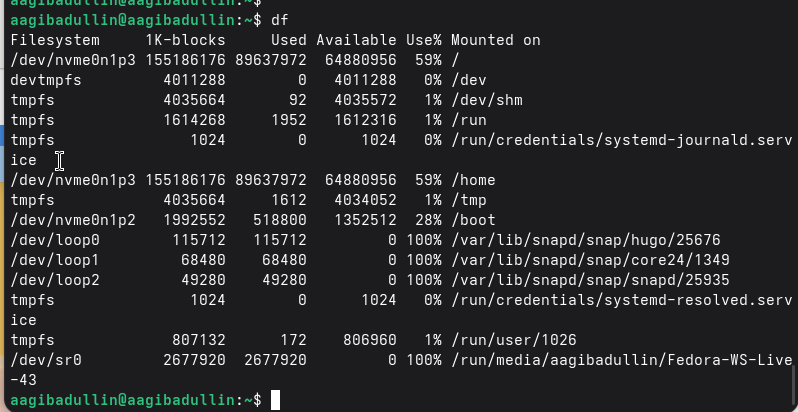 aagibadullin@aagibadullin:~$
aagibadullin@aagibadullin:~$ df
Filesystem     1K-blocks     Used Available Use% Mounted on
/dev/nvme0n1p3 155186176 89637972  64880956  59% /
devtmpfs         4011288        0   4011288   0% /dev
tmpfs            4035664       92   4035572   1% /dev/shm
tmpfs            1614268     1952   1612316   1% /run
tmpfs               1024        0      1024   0% /run/credentials/systemd-journald.serv
ice
/dev/nvme0n1p3 155186176 89637972  64880956  59% /home
tmpfs            4035664     1612   4034052   1% /tmp
/dev/nvme0n1p2   1992552   518800   1352512  28% /boot
/dev/loop0        115712   115712         0 100% /var/lib/snapd/snap/hugo/25676
/dev/loop1         68480    68480         0 100% /var/lib/snapd/snap/core24/1349
/dev/loop2         49280    49280         0 100% /var/lib/snapd/snap/snapd/25935
tmpfs               1024        0      1024   0% /run/credentials/systemd-resolved.serv
ice
tmpfs             807132      172    806960   1% /run/user/1026
/dev/sr0         2677920  2677920         0 100% /run/media/aagibadullin/Fedora-WS-Live
-43
aagibadullin@aagibadullin:~$